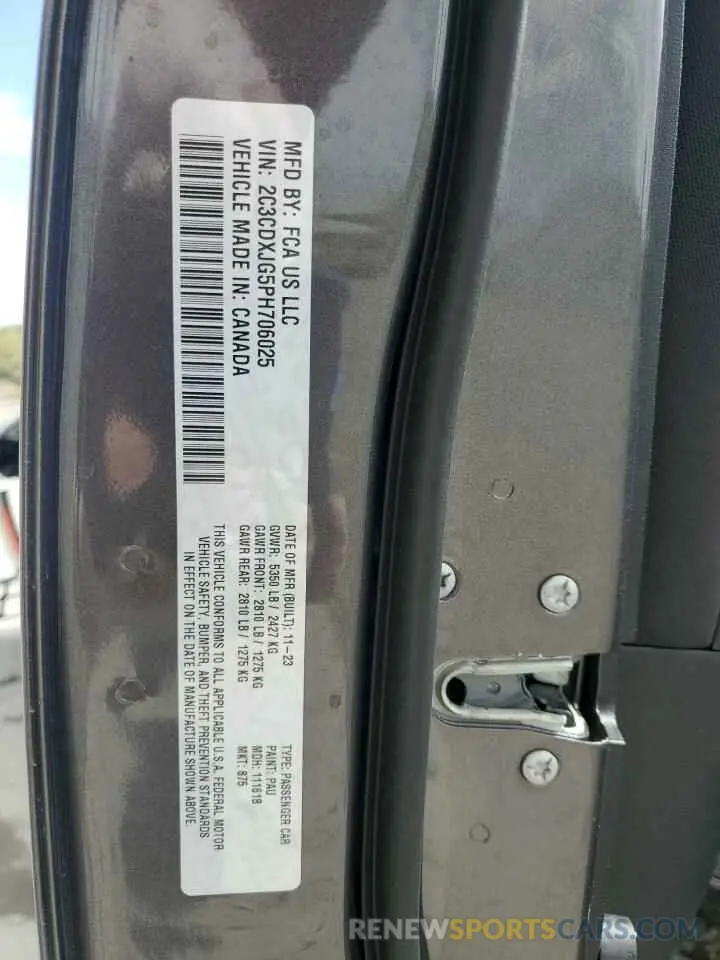 MFD BY: FCA US LLC
VIN: 2C3CDXJG5PH706025
VEHICLE MADE IN: CANADA
DATE OF MFR (BUILT): 11-23
GVWR: 5350 LB / 2427 KG
GAWR FRONT: 2810 LB / 1275 KG
GAWR REAR: 2810 LB / 1275 KG
TYPE: PASSENGER CAR
PAINT: PAU
MDH: 111618
MKT: 875
THIS VEHICLE CONFORMS TO ALL APPLICABLE U.S.A. FEDERAL MOTOR
VEHICLE SAFETY, BUMPER, AND THEFT PREVENTION STANDARDS
IN EFFECT ON THE DATE OF MANUFACTURE SHOWN ABOVE.
RENEWSPORTSCARS.COM